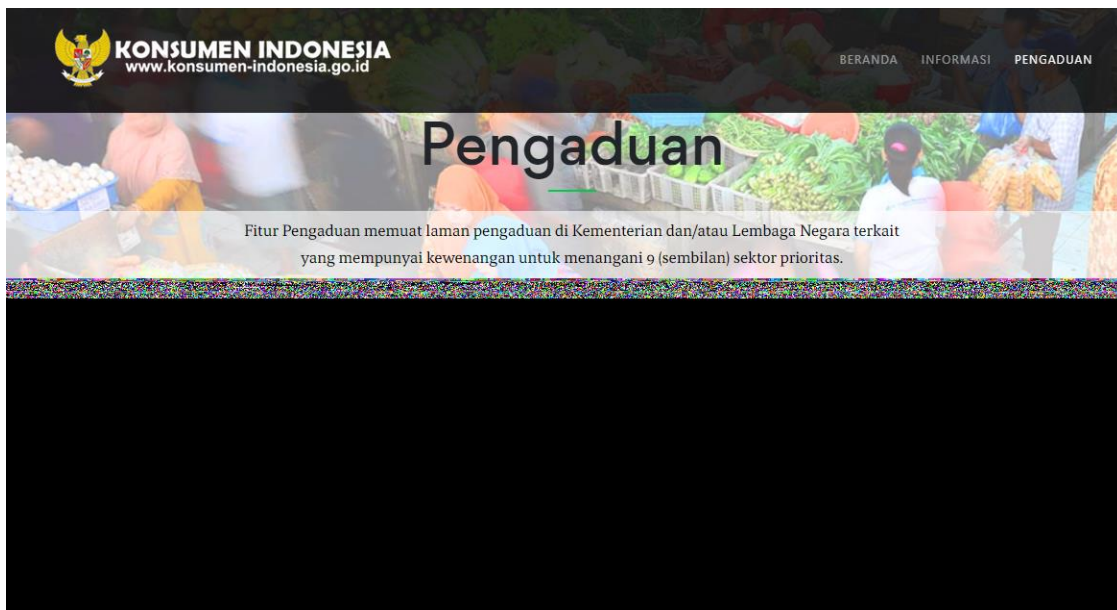 KONSUMEN INDONESIA
www.konsumen-indonesia.go.id
BERANDA INFORMASI PENGADUAN
Pengaduan
Fitur Pengaduan memuat laman pengaduan di Kementerian dan/atau Lembaga Negara terkait
yang mempunyai kewenangan untuk menangani 9 (sembilan) sektor prioritas.